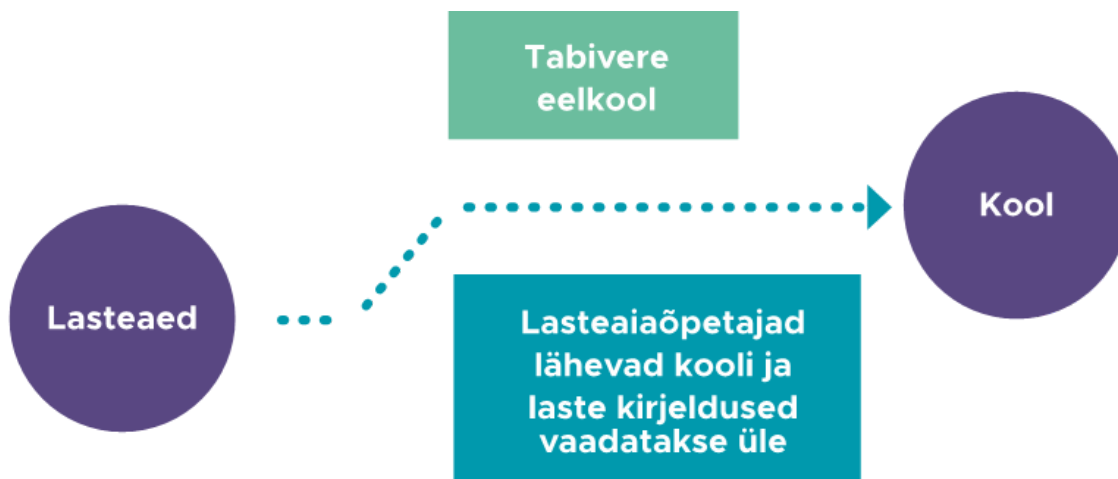 Tabivere
eelkool
Kool
Lasteaed
Lasteaiaõpetajad
lähevad kooli ja
laste kirjeldused
vaadatakse üle